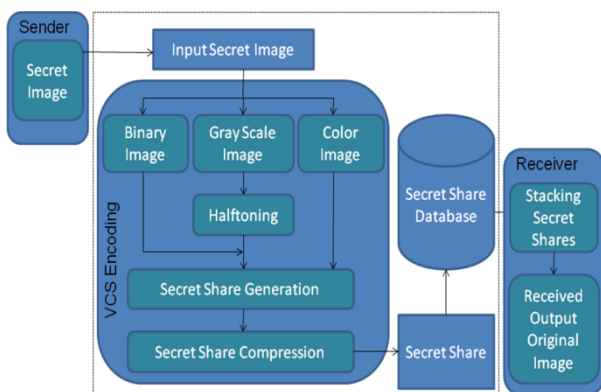 Sender
Secret
Image
Input Secret Image
VCS Encoding
Binary
Image
Gray Scale
Image
Color
Image
Halftoning
Secret Share Generation
Secret Share Compression
Secret Share
Database
Secret Share
Receiver
Stacking
Secret
Shares
Received
Output
Original
Image